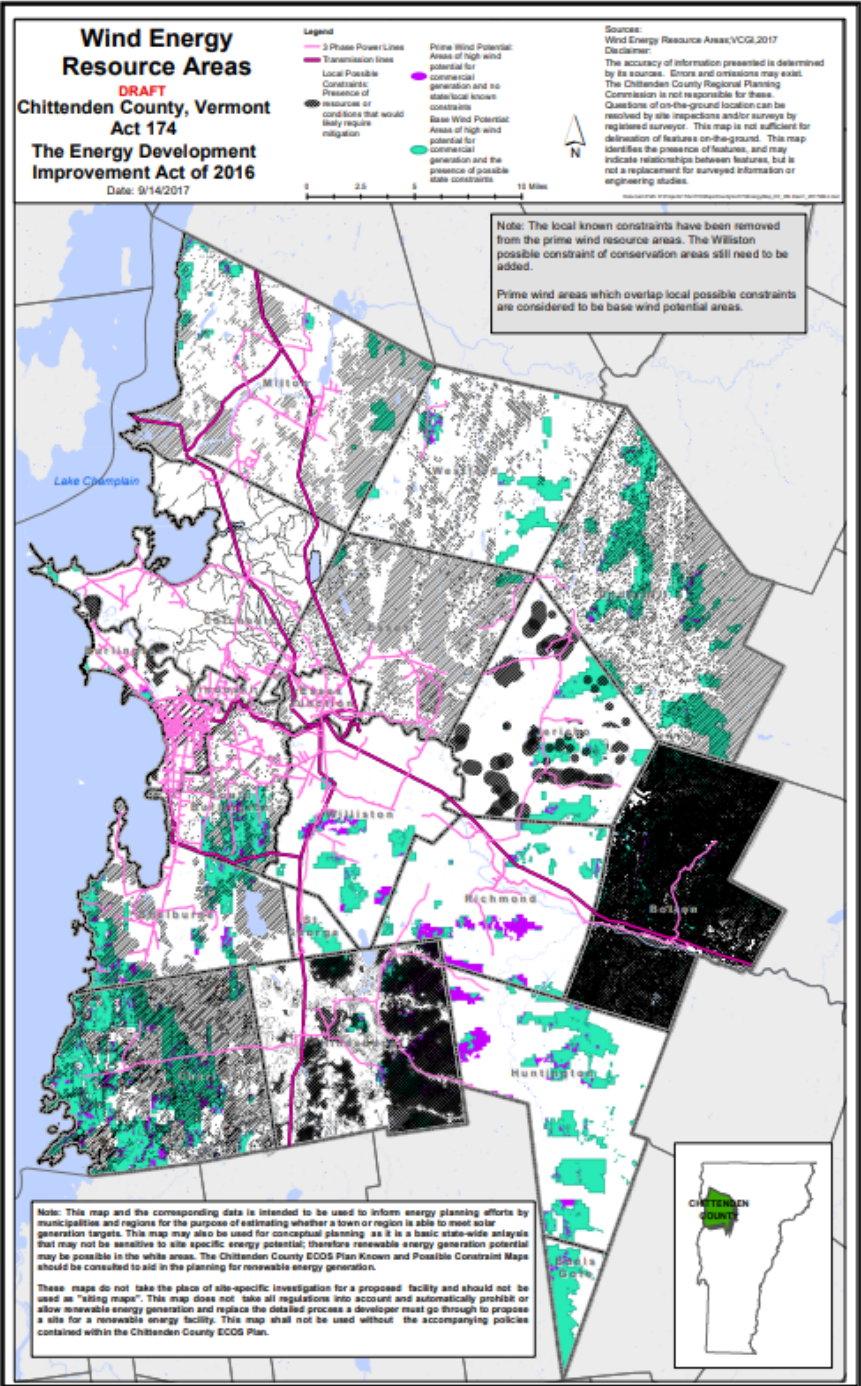 Wind Energy
Resource Areas
DRAFT
Chittenden County, Vermont
Act 174
The Energy Development
Improvement Act of 2016
Date: 9/14/2017
Legend
3 Phase Power Lines
Transmission lines
Local Possible
Constraints:
Presence of
resources or
conditions that would
likely require
mitigation
Prime Wind Potential:
Areas of high wind
potential for
commercial
generation and no
state/local known
constraints
Base Wind Potential:
Areas of high wind
potential for
commercial
generation and the
presence of possible
state constraints
0 2.5 5 10 Miles
N
Sources:
Wind Energy Resource Areas;VCGI,2017
Disclaimer:
The accuracy of information presented is determined
by its sources. Errors and omissions may exist.
The Chittenden County Regional Planning
Commission is not responsible for these.
Questions of on-the-ground location can be
resolved by site inspections and/or surveys by
registered surveyor. This map is not sufficient for
delineation of features on-the-ground. This map
identifies the presence of features, and may
indicate relationships between features, but is
not a replacement for surveyed information or
engineering studies.
Note: The local known constraints have been removed
from the prime wind resource areas. The Williston
possible constraint of conservation areas still need to be
added.
Prime wind areas which overlap local possible constraints
are considered to be base wind potential areas.
Milton
Lake Champlain
Westford
Underhill
Colchester
Essex
Burlington
Winooski
Essex
Junction
Jericho
Williston
Richmond
Bolton
Shelburne
St.
George
Hinesburg
Huntington
Buels
Gore
CHITTENDEN
COUNTY
Note: This map and the corresponding data is intended to be used to inform energy planning efforts by
municipalities and regions for the purpose of estimating whether a town or region is able to meet solar
generation targets. This map may also be used for conceptual planning as it is a basic state-wide anlaysis
that may not be sensitive to site specific energy potential; therefore renewable energy generation potential
may be possible in the white areas. The Chittenden County ECOS Plan Known and Possible Constraint Maps
should be consulted to aid in the planning for renewable energy generation.
These maps do not take the place of site-specific investigation for a proposed facility and should not be
used as "siting maps". This map does not take all regulations into account and automatically prohibit or
allow renewable energy generation and replace the detailed process a developer must go through to propose
a site for a renewable energy facility. This map shall not be used without the accompanying policies
contained within the Chittenden County ECOS Plan.